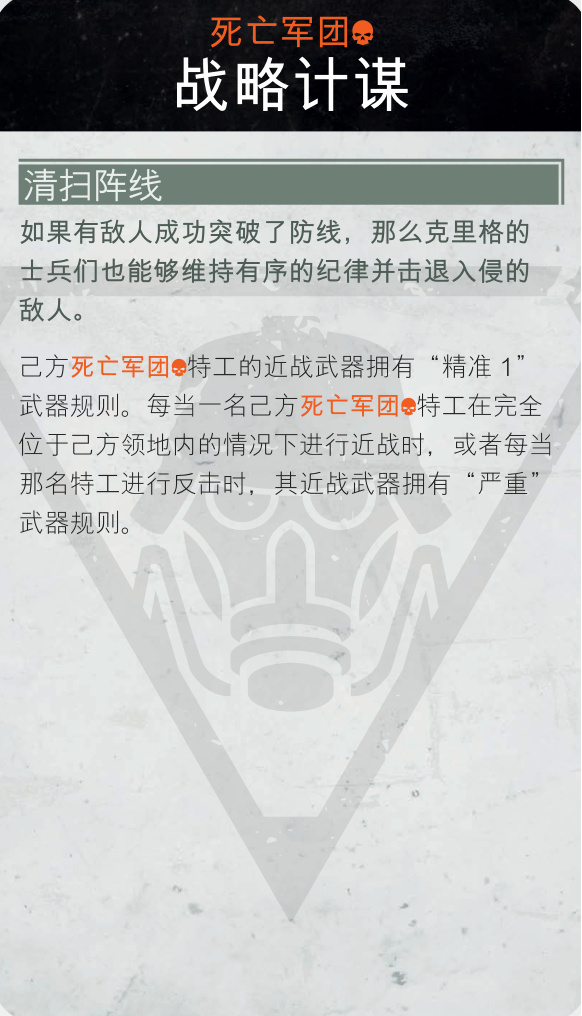 死亡军团
战略计谋
清扫阵线
如果有敌人成功突破了防线，那么克里格的
士兵们也能够维持有序的纪律并击退入侵的
敌人。
己方死亡军团特工的近战武器拥有“精准 1”
武器规则。每当一名己方死亡军团特工在完全
位于己方领地内的情况下进行近战时，或者每当
那名特工进行反击时，其近战武器拥有“严重”
武器规则。